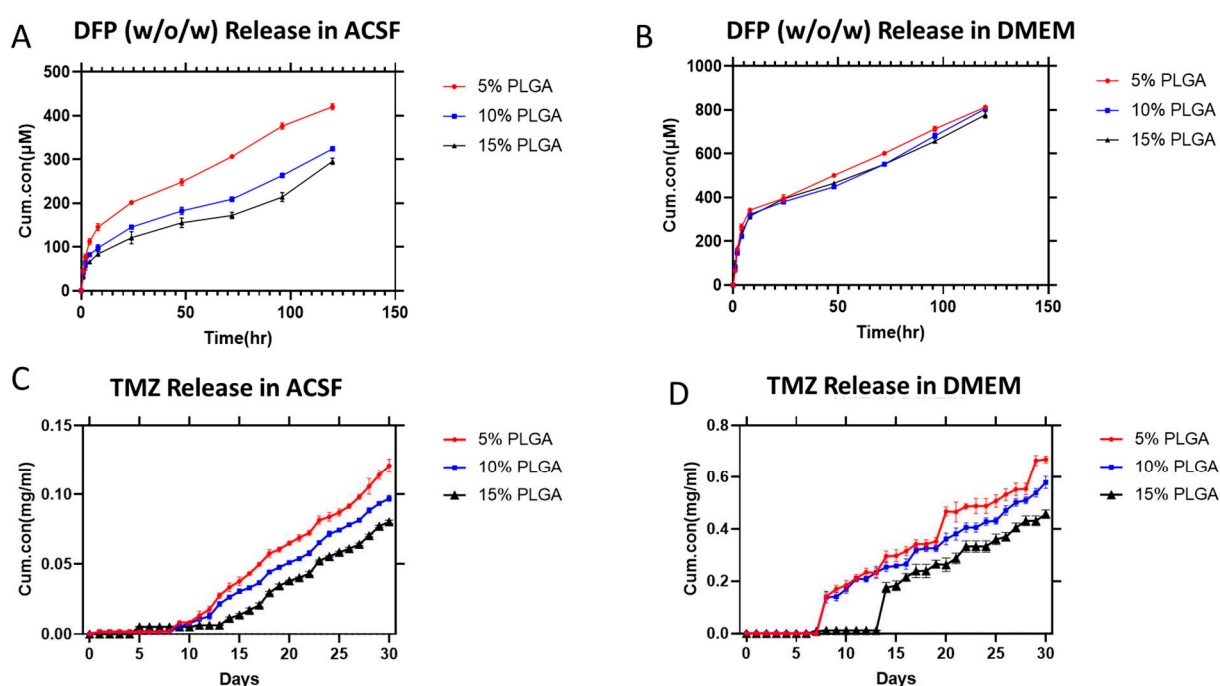 A
DFP (w/o/w) Release in ACSF
Cum.con(µM)
500
400
300
200
100
0
0
50
100
150
Time(hr)
5% PLGA
10% PLGA
15% PLGA
B
DFP (w/o/w) Release in DMEM
Cum.con(µM)
1000
800
600
400
200
0
0
50
100
150
Time(hr)
5% PLGA
10% PLGA
15% PLGA
C
TMZ Release in ACSF
Cum.con(mg/ml)
0.15
0.10
0.05
0.00
0
5
10
15
20
25
30
Days
5% PLGA
10% PLGA
15% PLGA
D
TMZ Release in DMEM
Cum.con(mg/ml)
0.8
0.6
0.4
0.2
0.0
0
5
10
15
20
25
30
Days
5% PLGA
10% PLGA
15% PLGA